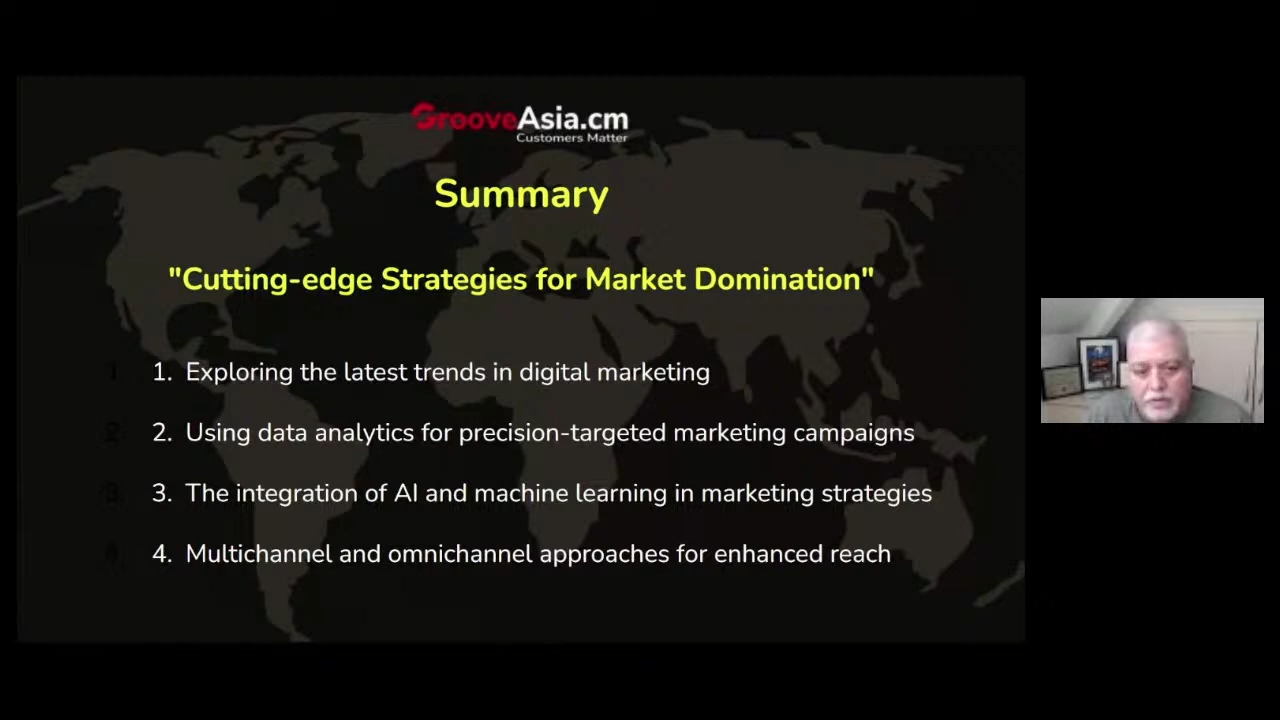 GrooveAsia.cm
Customers Matter
Summary
"Cutting-edge Strategies for Market Domination"
1. Exploring the latest trends in digital marketing
2. Using data analytics for precision-targeted marketing campaigns
3. The integration of AI and machine learning in marketing strategies
4. Multichannel and omnichannel approaches for enhanced reach